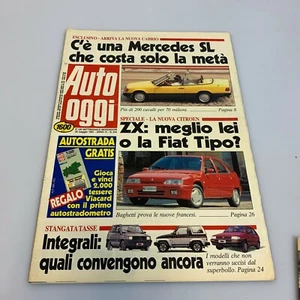 ESCLUSIVO - ARRIVA LA NUOVA CABRIO
C'è una Mercedes SL
che costa solo la metà
Auto
oggi
1600
Più di 200 cavalli per 70 milioni.
Pagina 8
AUTOSTRADA
GRATIS
Gioca
e vinci
2.000
tessere
Viacard
con il primo
autostradometro
REGALO
SPECIALE - LA NUOVA CITROEN
ZX: meglio lei
o la Fiat Tipo?
Baghetti prova le nuove francesi.
Pagina 26
STANGATA TASSE
Integrali:
quali convengono ancora
I modelli che non
verranno uccisi dal
superbollo. Pagina 24